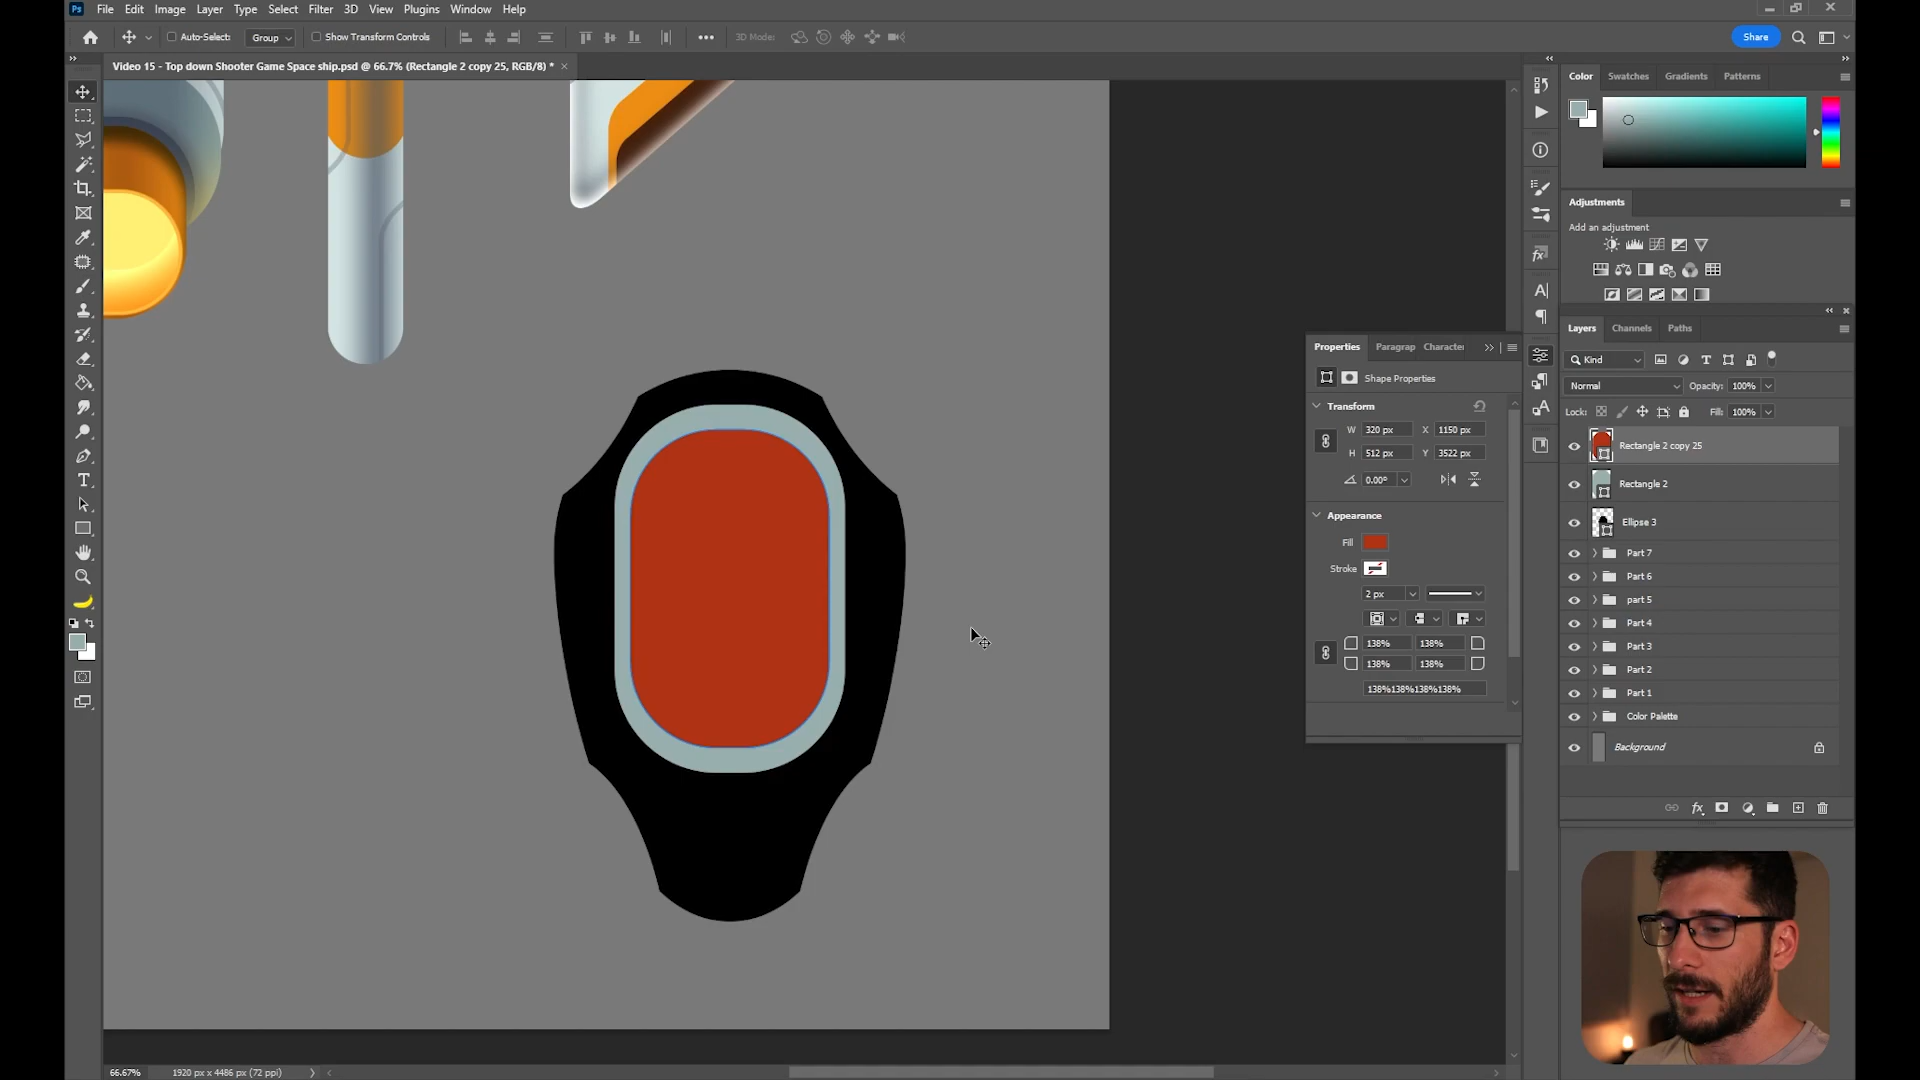 Ps File Edit Image Layer Type Select Filter 3D View Plugins Window Help
Auto-Select: Group Show Transform Controls ••• 3D Mode: Share
Video 15 - Top down Shooter Game Space ship.psd @ 66.7% (Rectangle 2 copy 25, RGB/8) *
Color Swatches Gradients Patterns
Adjustments
Add an adjustment
Layers Channels Paths
Properties Paragrap Character
Kind
Shape Properties
Normal Opacity: 100%
Transform
Lock: Fill: 100%
W 320 px X 1150 px
H 512 px Y 3522 px
0.00°
Appearance
Fill
Stroke
2 px
138% 138%
138% 138%
138%138%138%138%
Rectangle 2 copy 25
Rectangle 2
Ellipse 3
Part 7
Part 6
part 5
Part 4
Part 3
Part 2
Part 1
Color Palette
Background
66.67% 1920 px x 4486 px (72 ppi)